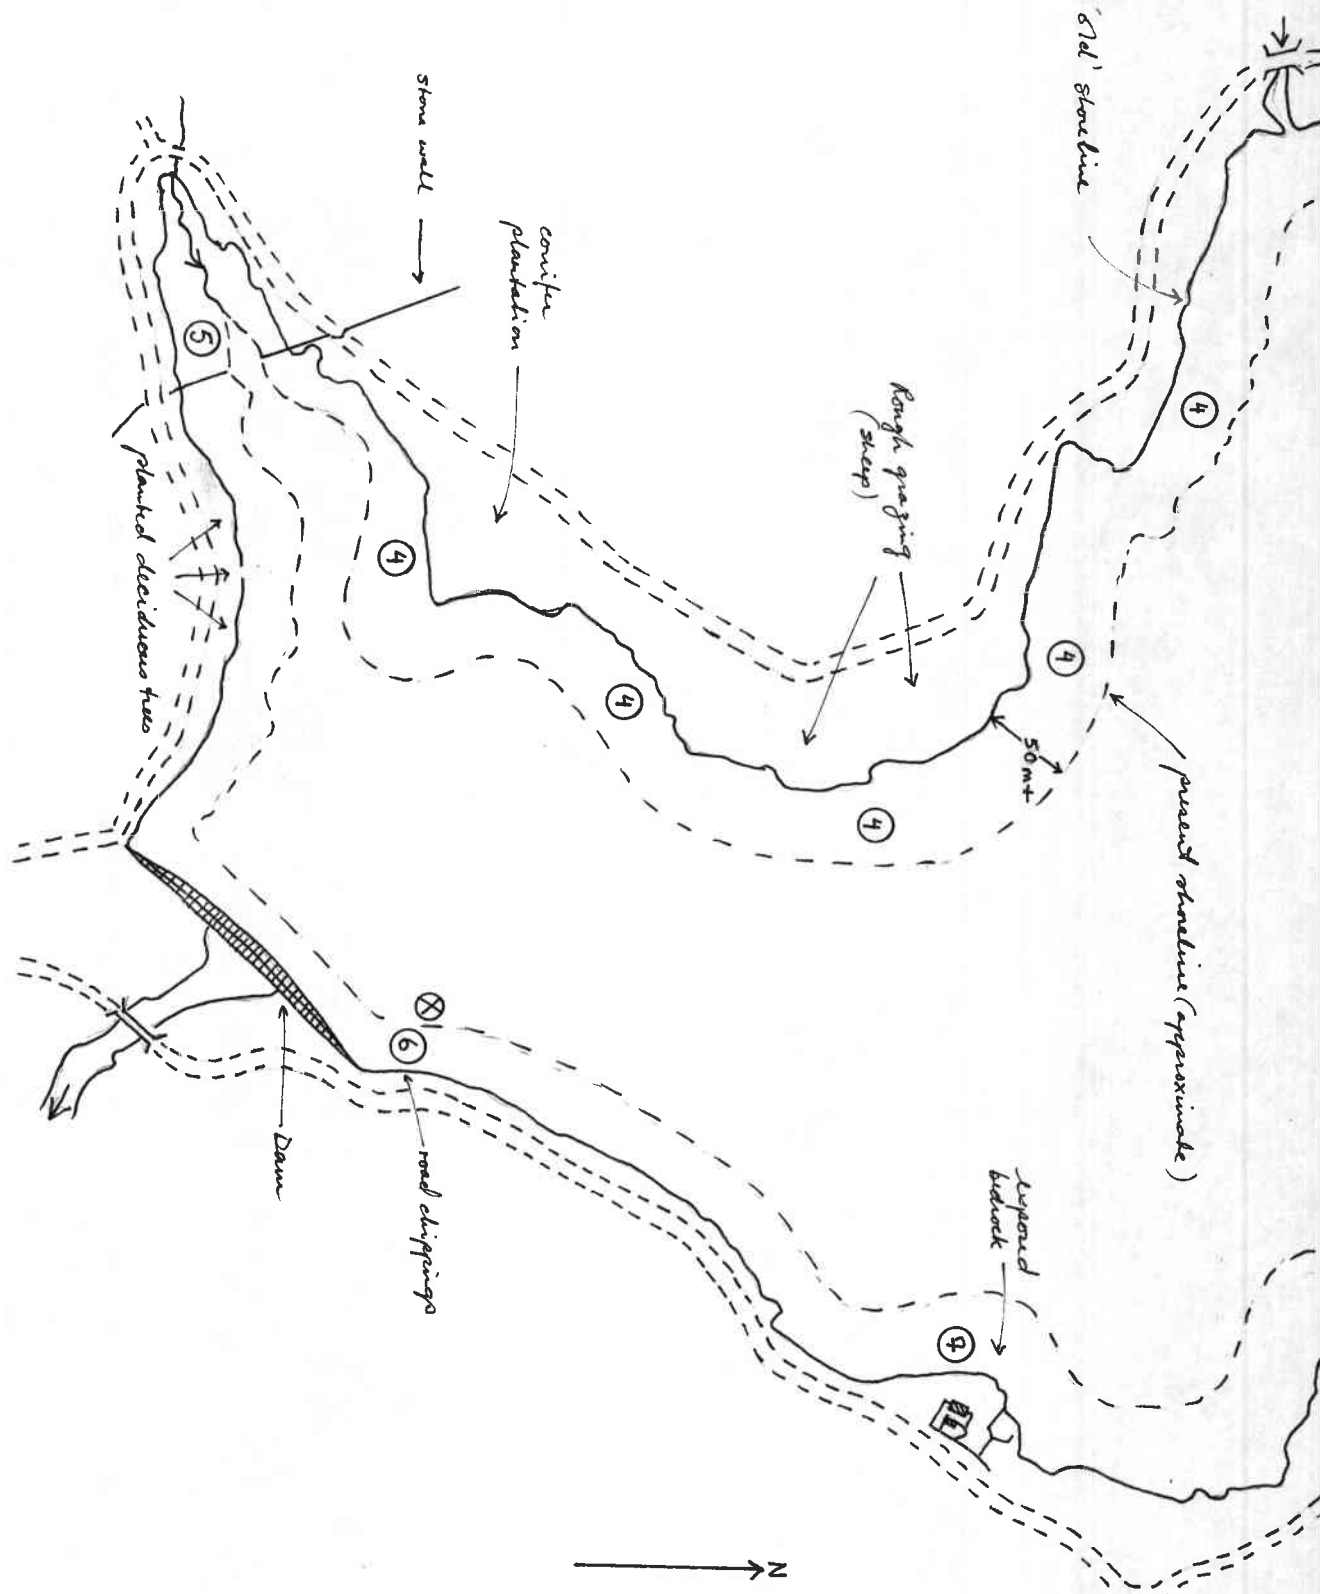 'old' shoreline
stone wall
conifer
plantation
Rough grazing
(sheep)
4
5
4
4
4
50m+
present shoreline (approximate)
4
planted deciduous trees
X
6
road chippings
Dam
exposed
bedrock
7
N